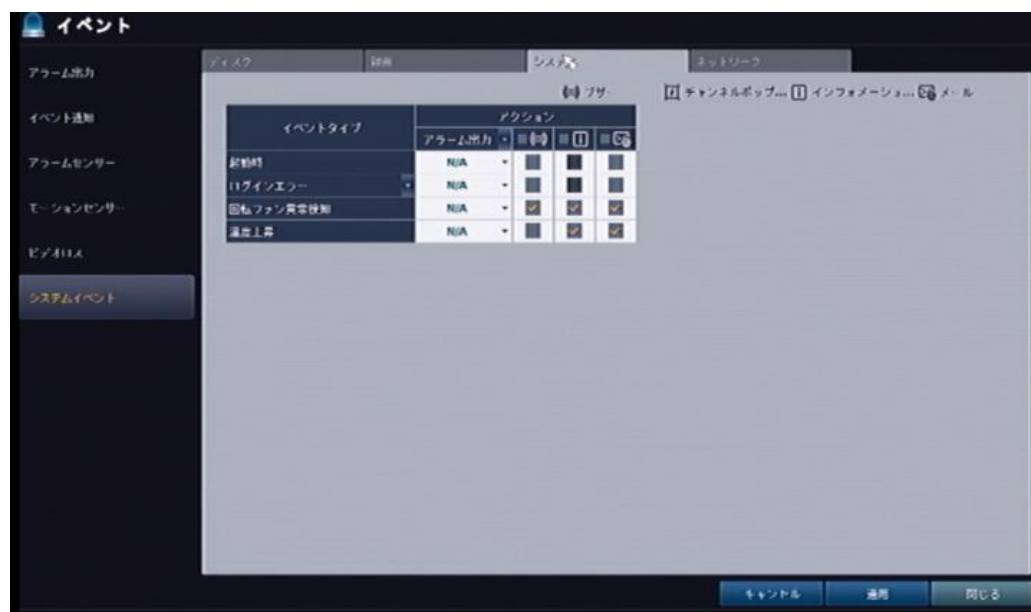 イベント
アラーム出力
イベント通知
アラームセンサー
モーションセンサー
ビデオロス
システムイベント
ディスク
録画
システ
ネットワーク
ブザー
チャンネルポップ...
インフォメーショ...
メール
イベントタイプ
アクション
アラーム出力
起動時 N/A
ログインエラー N/A
回転ファン異常検知 N/A
温度上昇 N/A
キャンセル
適用
閉じる